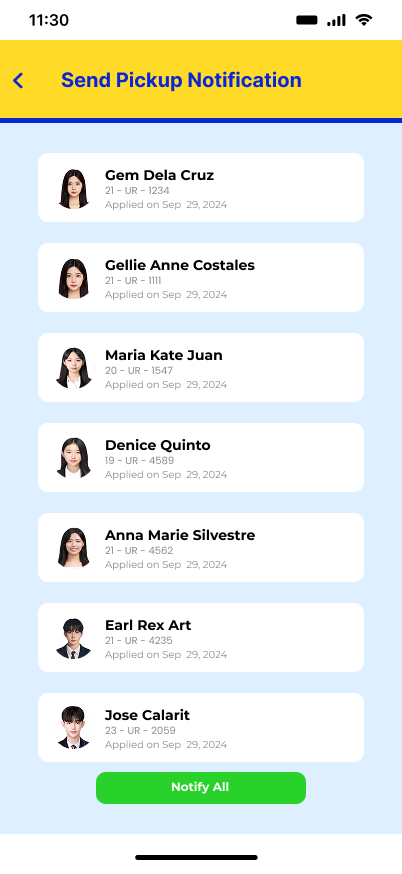 11:30
Send Pickup Notification
Gem Dela Cruz
21 - UR - 1234
Applied on Sep 29, 2024
Gellie Anne Costales
21 - UR - 1111
Applied on Sep 29, 2024
Maria Kate Juan
20 - UR - 1547
Applied on Sep 29, 2024
Denice Quinto
19 - UR - 4589
Applied on Sep 29, 2024
Anna Marie Silvestre
21 - UR - 4562
Applied on Sep 29, 2024
Earl Rex Art
21 - UR - 4235
Applied on Sep 29, 2024
Jose Calarit
23 - UR - 2059
Applied on Sep 29, 2024
Notify All